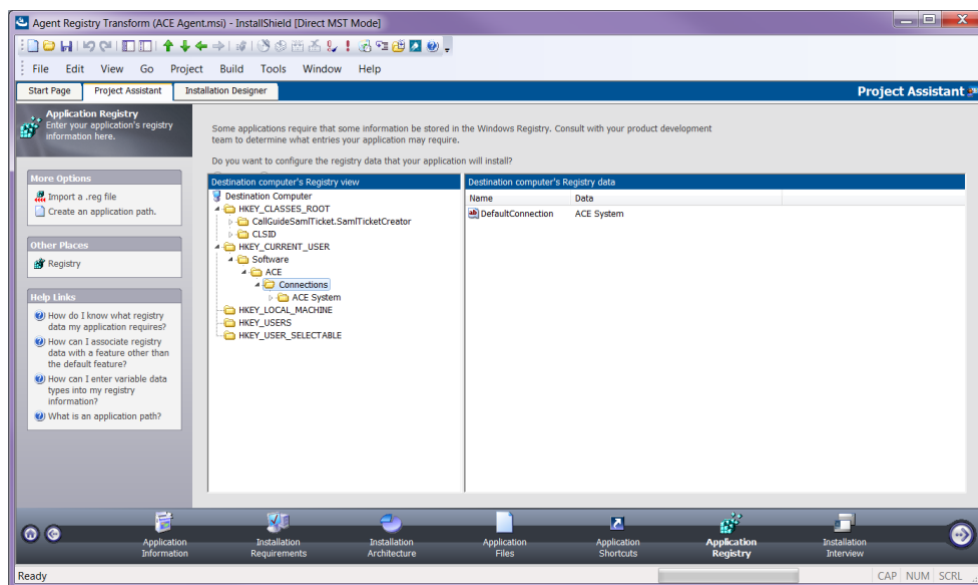 Agent Registry Transform (ACE Agent.msi) - InstallShield [Direct MST Mode]
File Edit View Go Project Build Tools Window Help
Start Page Project Assistant Installation Designer
Project Assistant
Application Registry
Enter your application's registry
information here.
More Options
Import a .reg file
Create an application path.
Other Places
Registry
Help Links
How do I know what registry
data my application requires?
How can I associate registry
data with a feature other than
the default feature?
How can I enter variable data
types into my registry
information?
What is an application path?
Some applications require that some information be stored in the Windows Registry. Consult with your product development
team to determine what entries your application may require.
Do you want to configure the registry data that your application will install?
Destination computer's Registry view
Destination Computer
HKEY_CLASSES_ROOT
CallGuideSamlTicket.SamlTicketCreator
CLSID
HKEY_CURRENT_USER
Software
ACE
Connections
ACE System
HKEY_LOCAL_MACHINE
HKEY_USERS
HKEY_USER_SELECTABLE
Destination computer's Registry data
Name Data
DefaultConnection ACE System
Application
Information
Installation
Requirements
Installation
Architecture
Application
Files
Application
Shortcuts
Application
Registry
Installation
Interview
Ready
CAP NUM SCRL